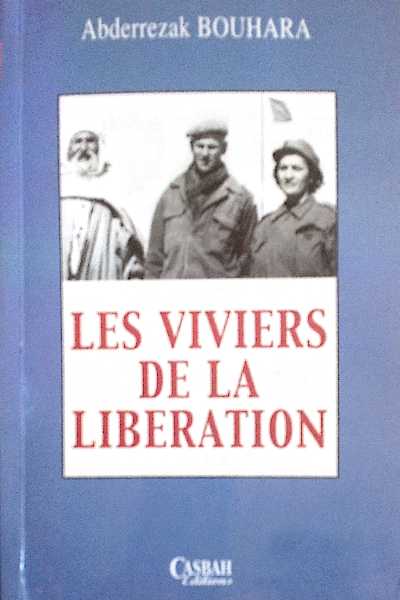 Abderrezak BOUHARA
LES VIVIERS
DE LA
LIBERATION
CASBAH
Editions